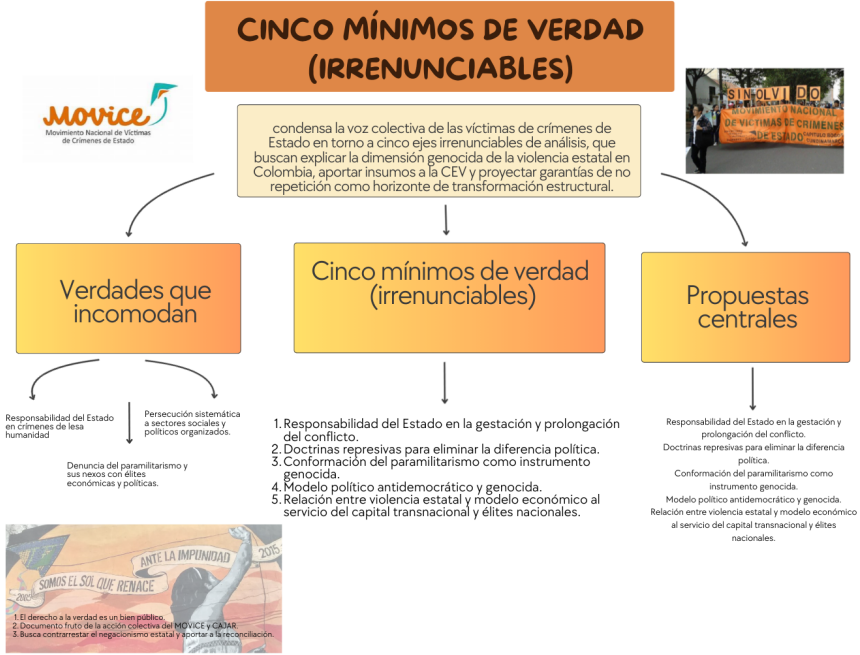 CINCO MÍNIMOS DE VERDAD
(IRRENUNCIABLES)
movice
Movimiento Nacional de Víctimas
de Crímenes de Estado
SIN OLVIDO
MOVIMIENTO NACIONAL
DE VICTIMAS DE CRIMENES
DE ESTADO
condensa la voz colectiva de las víctimas de crímenes de
Estado en torno a cinco ejes irrenunciables de análisis, que
buscan explicar la dimensión genocida de la violencia estatal en
Colombia, aportar insumos a la CEV y proyectar garantías de no
repetición como horizonte de transformación estructural.
Verdades que
incomodan
Cinco mínimos de verdad
(irrenunciables)
Propuestas
centrales
Responsabilidad del Estado
en crímenes de lesa
humanidad
Persecución sistemática
a sectores sociales y
políticos organizados.
Denuncia del paramilitarismo y
sus nexos con élites
económicas y políticas.
1. Responsabilidad del Estado en la gestación y prolongación
del conflicto.
2. Doctrinas represivas para eliminar la diferencia política.
3. Conformación del paramilitarismo como instrumento
genocida.
4. Modelo político antidemocrático y genocida.
5. Relación entre violencia estatal y modelo económico al
servicio del capital transnacional y élites nacionales.
Responsabilidad del Estado en la gestación y
prolongación del conflicto.
Doctrinas represivas para eliminar la diferencia
política.
Conformación del paramilitarismo como
instrumento genocida.
Modelo político antidemocrático y genocida.
Relación entre violencia estatal y modelo económico
al servicio del capital transnacional y élites
nacionales.
ANTE LA IMPUNIDAD
2015
SOMOS EL SOL QUE RENACE
1. El derecho a la verdad es un bien público.
2. Documento fruto de la acción colectiva del MOVICE y CAJAR.
3. Busca contrarrestar el negacionismo estatal y aportar a la reconciliación.